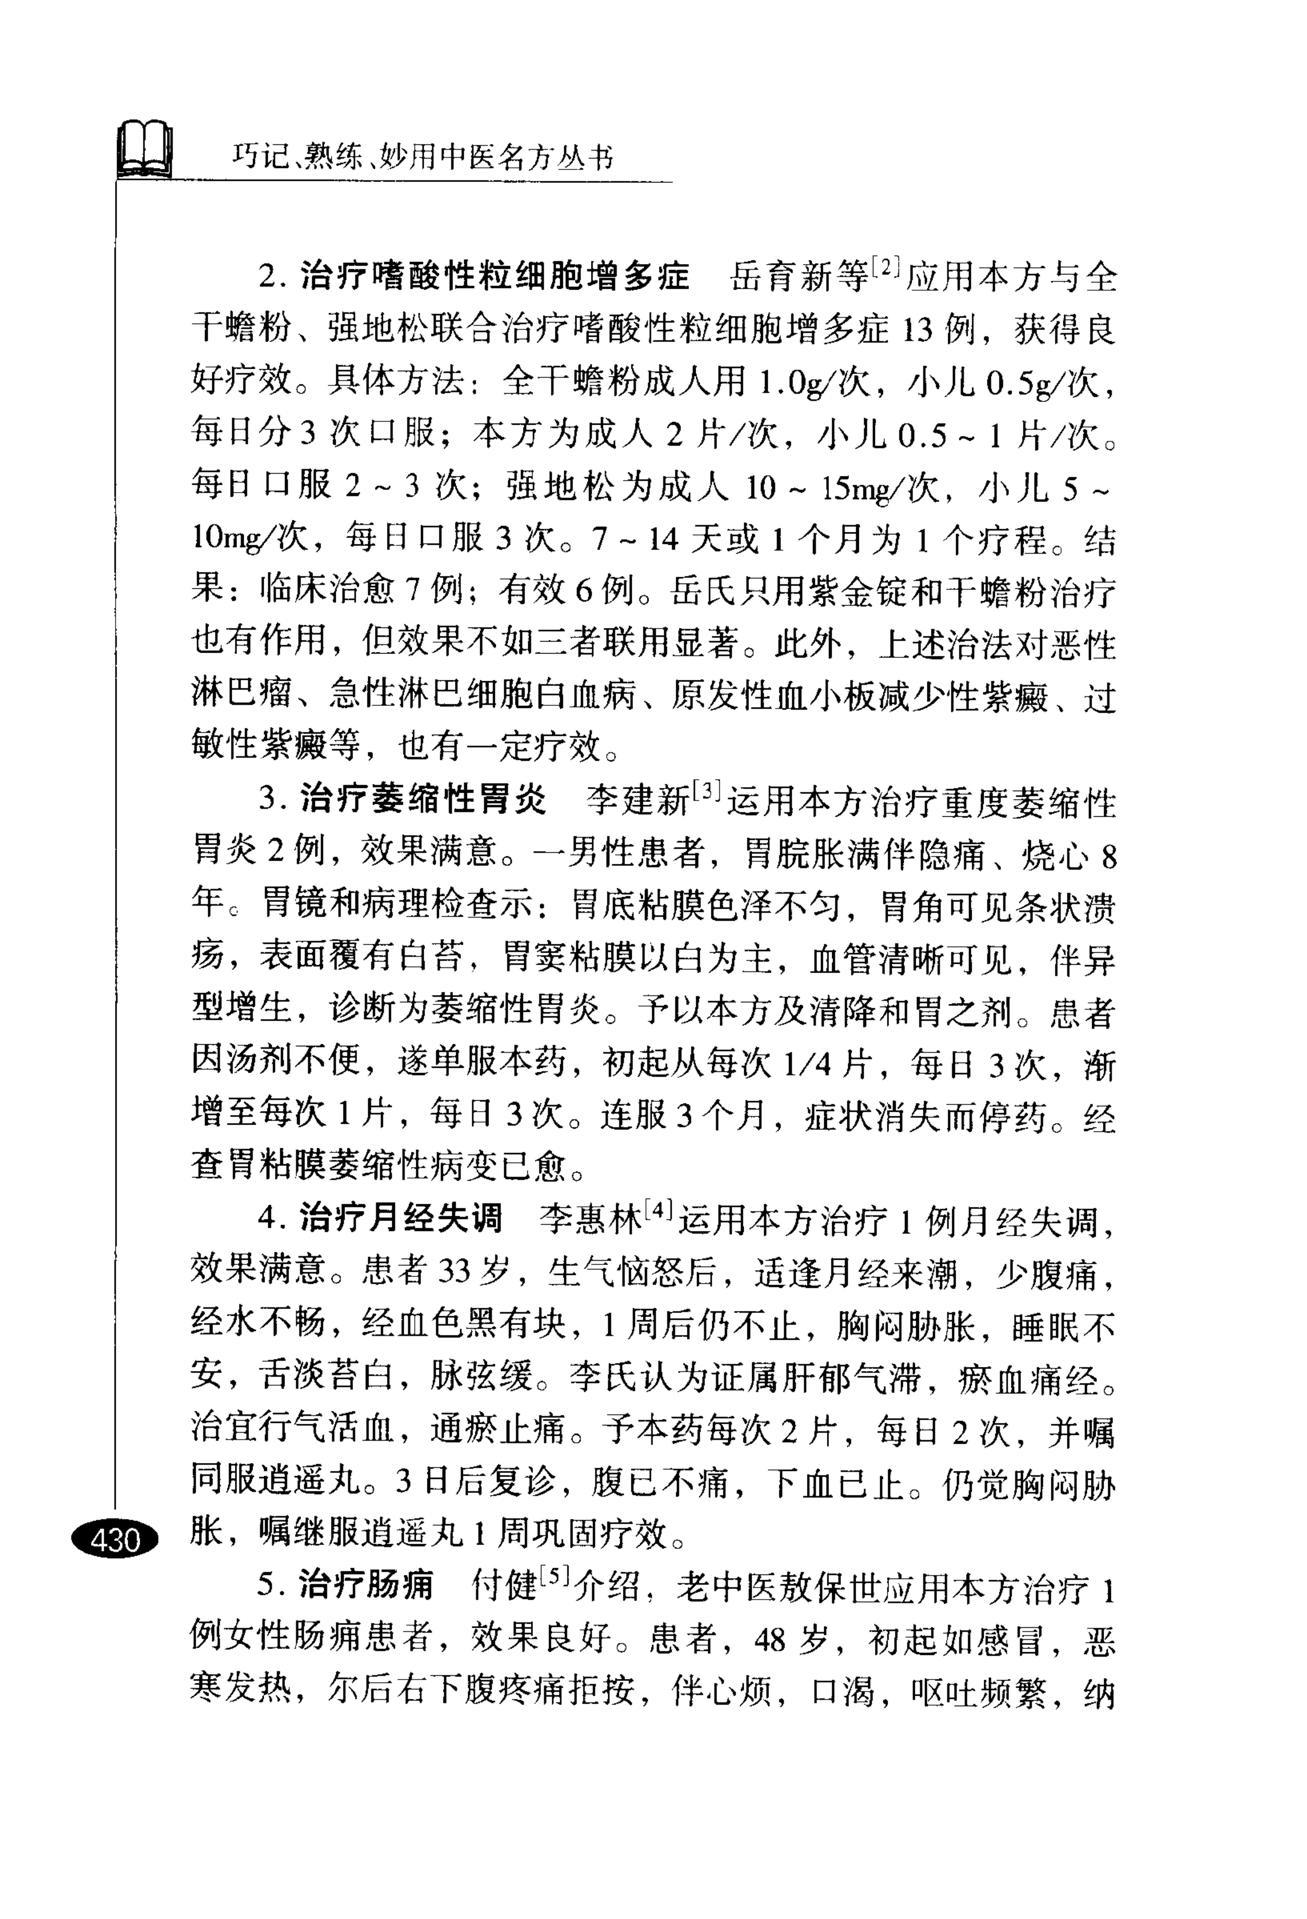 巧记、熟练、妙用中医名方丛书
2. 治疗嗜酸性粒细胞增多症 岳育新等[2]应用本方与全
干蟾粉、强地松联合治疗嗜酸性粒细胞增多症 13 例，获得良
好疗效。具体方法：全干蟾粉成人用 1.0g/次，小儿 0.5g/次，
每日分 3 次口服；本方为成人 2 片/次，小儿 0.5 ~ 1 片/次。
每日口服 2 ~ 3 次；强地松为成人 10 ~ 15mg/次，小儿 5 ~
10mg/次，每日口服 3 次。7 ~ 14 天或 1 个月为 1 个疗程。结
果：临床治愈 7 例；有效 6 例。岳氏只用紫金锭和干蟾粉治疗
也有作用，但效果不如三者联用显著。此外，上述治法对恶性
淋巴瘤、急性淋巴细胞白血病、原发性血小板减少性紫癜、过
敏性紫癜等，也有一定疗效。
3. 治疗萎缩性胃炎 李建新[3]运用本方治疗重度萎缩性
胃炎 2 例，效果满意。一男性患者，胃脘胀满伴隐痛、烧心 8
年。胃镜和病理检查示：胃底粘膜色泽不匀，胃角可见条状溃
疡，表面覆有白苔，胃窦粘膜以白为主，血管清晰可见，伴异
型增生，诊断为萎缩性胃炎。予以本方及清降和胃之剂。患者
因汤剂不便，遂单服本药，初起从每次 1/4 片，每日 3 次，渐
增至每次 1 片，每日 3 次。连服 3 个月，症状消失而停药。经
查胃粘膜萎缩性病变已愈。
4. 治疗月经失调 李惠林[4]运用本方治疗 1 例月经失调，
效果满意。患者 33 岁，生气恼怒后，适逢月经来潮，少腹痛，
经水不畅，经血色黑有块，1 周后仍不止，胸闷胁胀，睡眠不
安，舌淡苔白，脉弦缓。李氏认为证属肝郁气滞，瘀血痛经。
治宜行气活血，通瘀止痛。予本药每次 2 片，每日 2 次，并嘱
同服逍遥丸。3 日后复诊，腹已不痛，下血已止。仍觉胸闷胁
胀，嘱继服逍遥丸 1 周巩固疗效。
430
5. 治疗肠痈 付健[5]介绍，老中医敖保世应用本方治疗 1
例女性肠痈患者，效果良好。患者，48 岁，初起如感冒，恶
寒发热，尔后右下腹疼痛拒按，伴心烦，口渴，呕吐频繁，纳